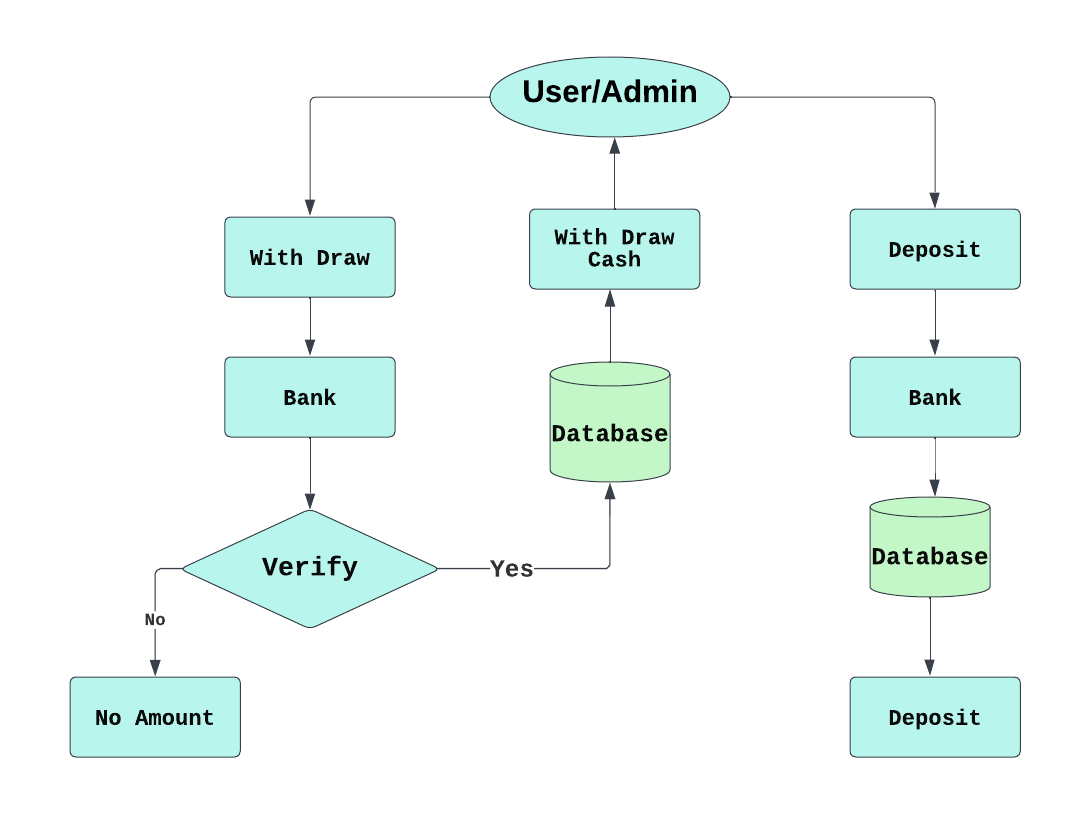 User/Admin
With Draw
With Draw
Cash
Deposit
Bank
Database
Bank
Verify
Yes
Database
No
No Amount
Deposit